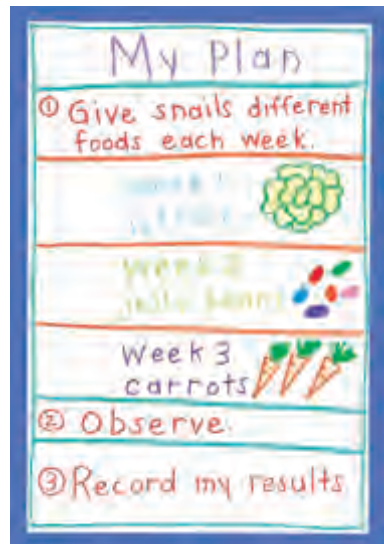 My Plan
① Give snails different
foods each week.
Week 2
jelly beans
Week 3
carrots
② Observe.
③ Record my results